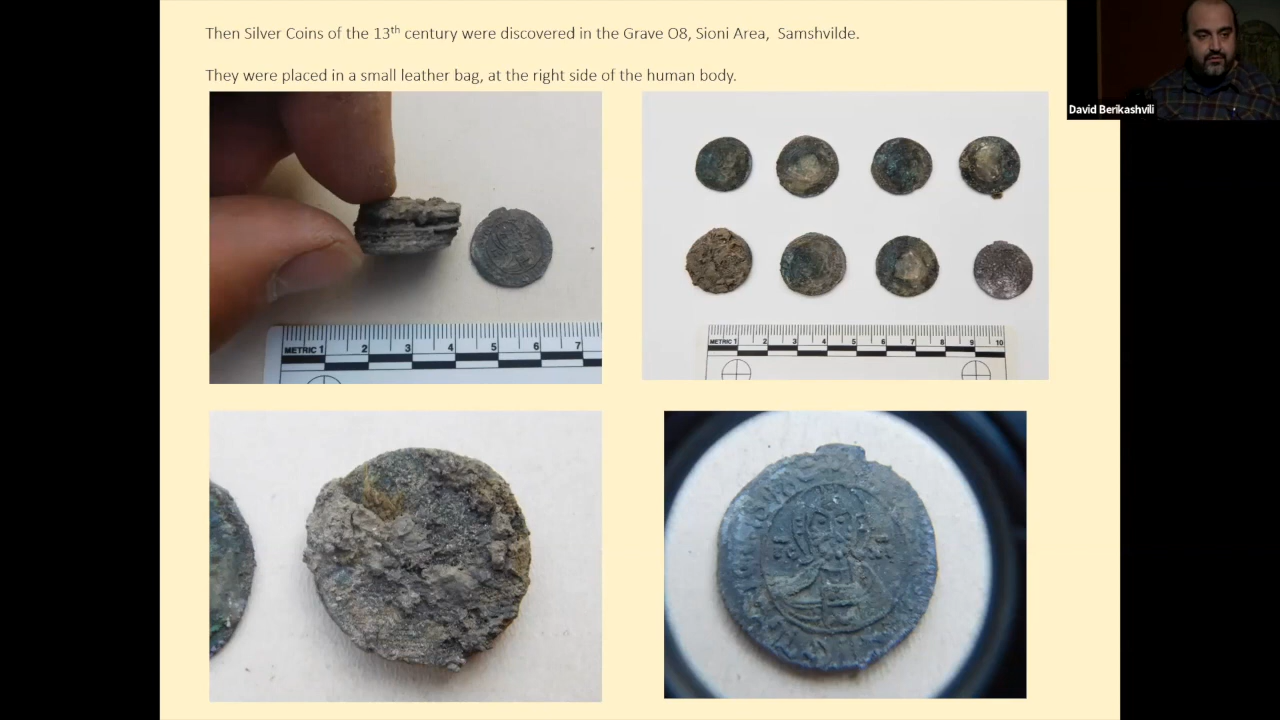 Then Silver Coins of the 13th century were discovered in the Grave O8, Sioni Area, Samshvilde.
They were placed in a small leather bag, at the right side of the human body.
David Berikashvili
METRIC 1 2 3 4 5 6 7
METRIC 1 2 3 4 5 6 7 8 9 10